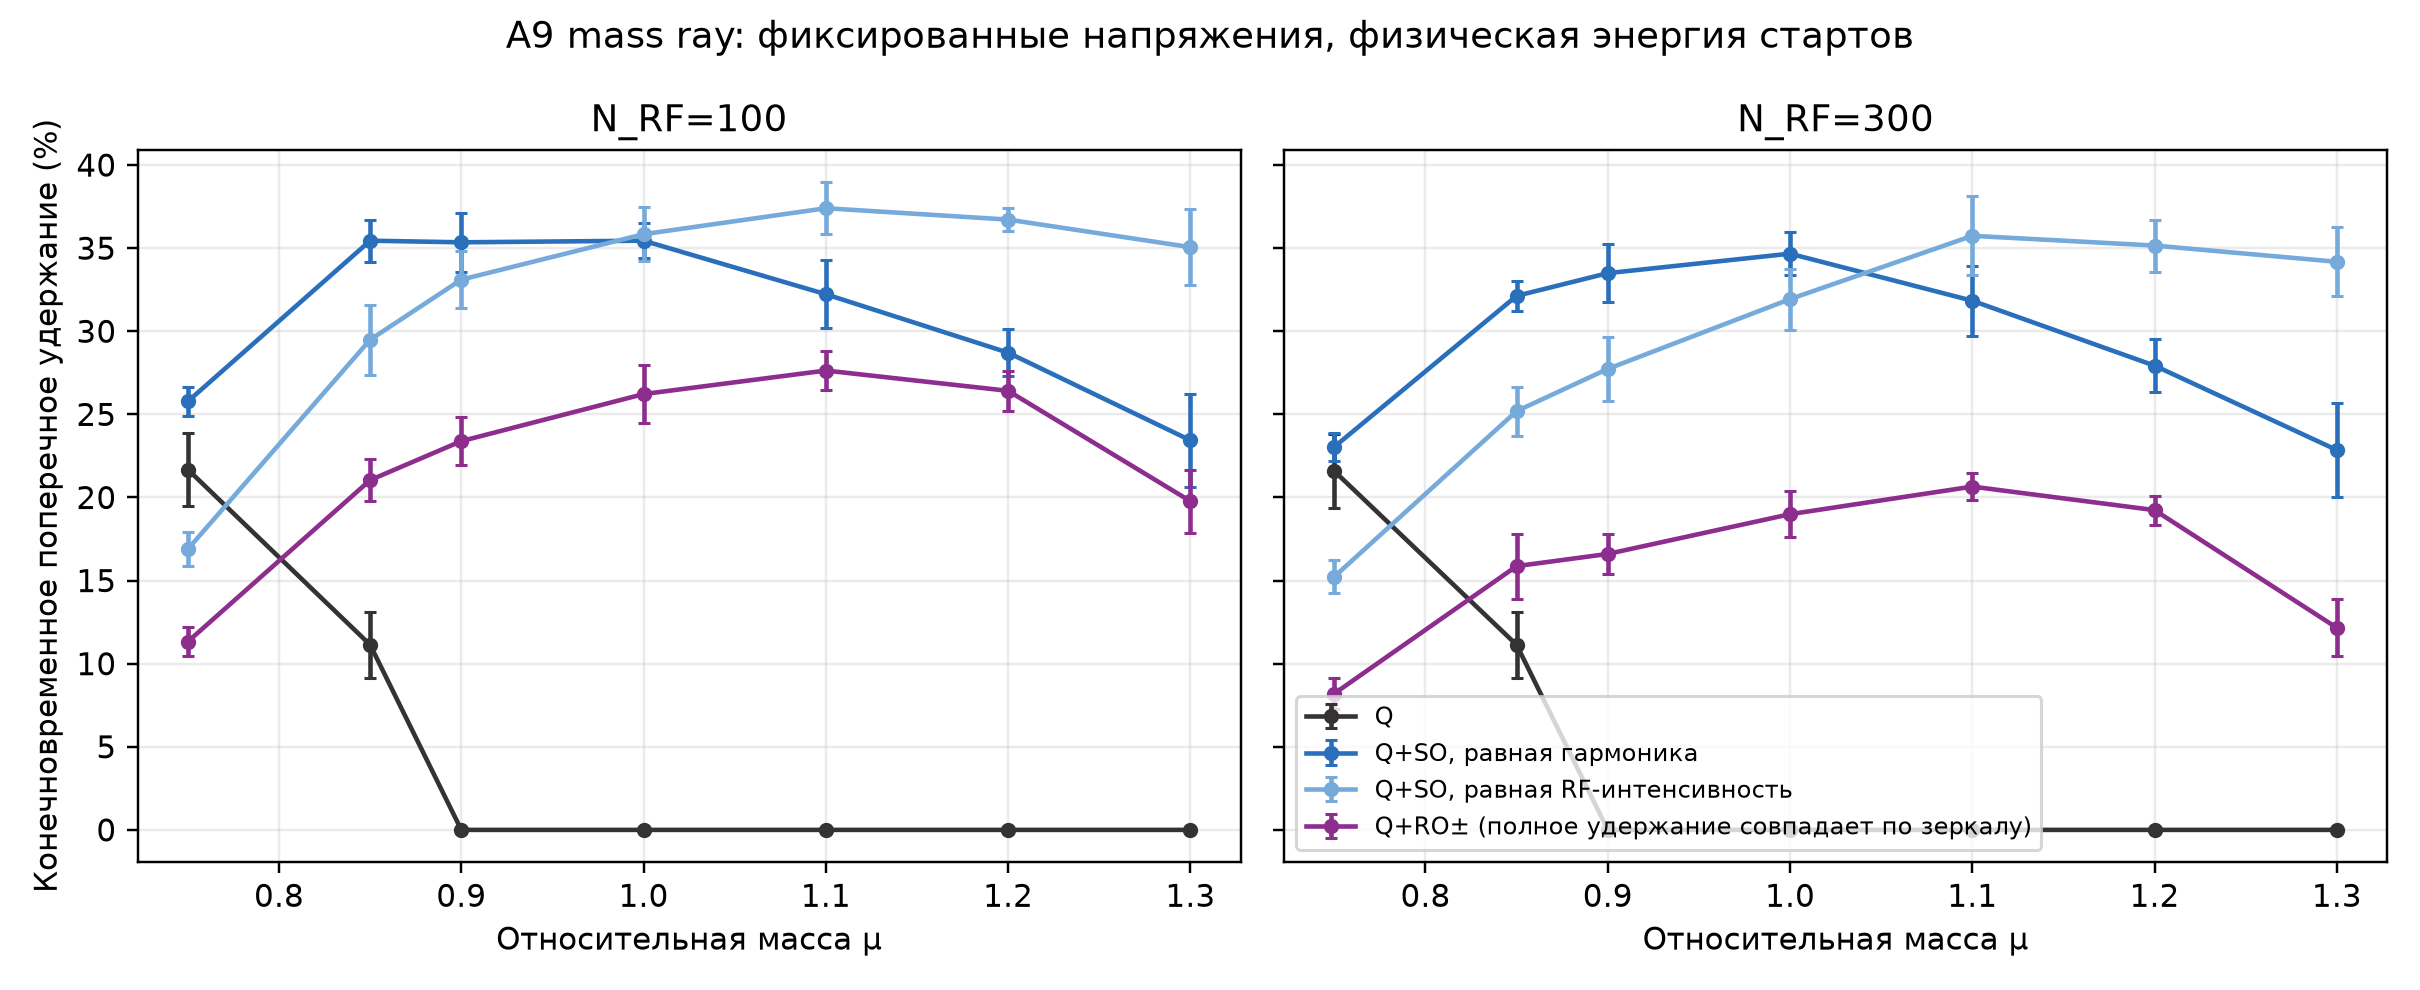 A9 mass ray: фиксированные напряжения, физическая энергия стартов
N_RF=100
Конечновременное поперечное удержание (%)
40
35
30
25
20
15
10
5
0
0.8 0.9 1.0 1.1 1.2 1.3
Относительная масса μ
N_RF=300
Q
Q+SO, равная гармоника
Q+SO, равная RF-интенсивность
Q+RO± (полное удержание совпадает по зеркалу)
0.8 0.9 1.0 1.1 1.2 1.3
Относительная масса μ